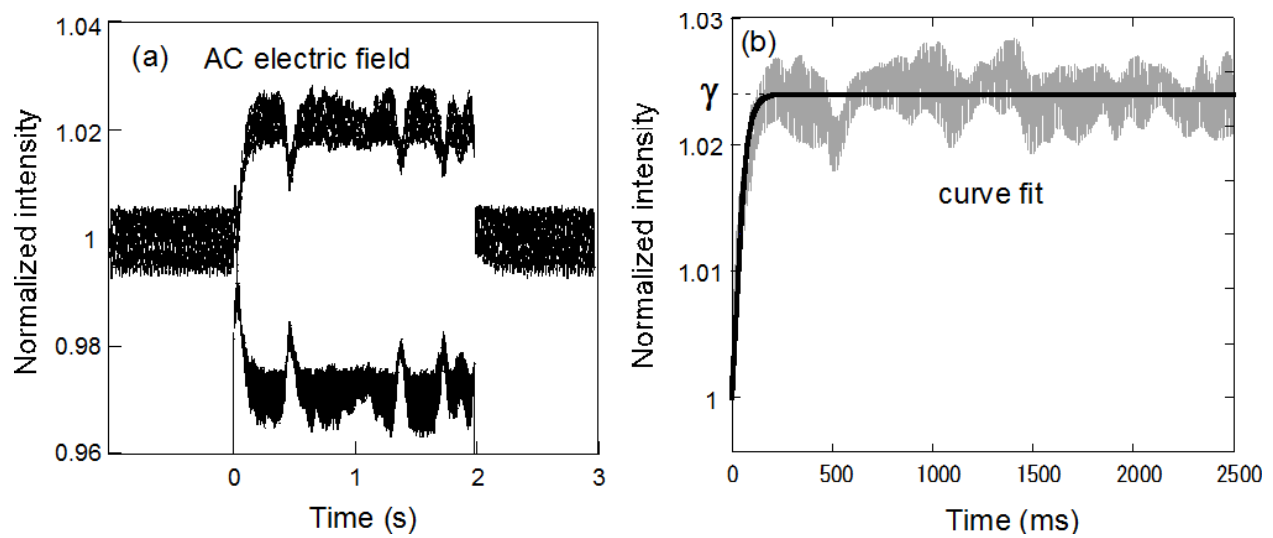 (a) AC electric field
1.04
1.02
1
0.98
0.96
Normalized intensity
0 1 2 3
Time (s)
(b)
1.03
γ
1.02
1.01
1
Normalized intensity
curve fit
0 500 1000 1500 2000 2500
Time (ms)